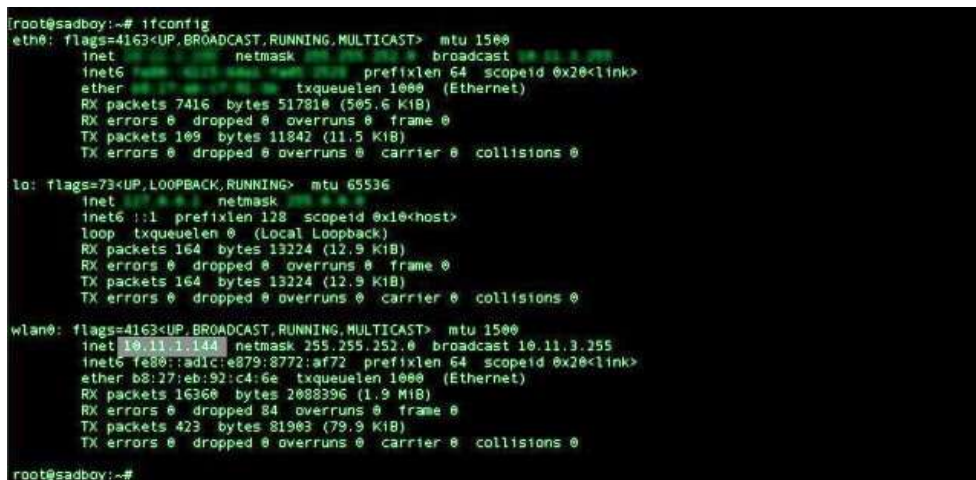 [root@sadboy:~# ifconfig
eth0: flags=4163<UP,BROADCAST,RUNNING,MULTICAST> mtu 1500
inet netmask broadcast
inet6 prefixlen 64 scopeid 0x20<link>
ether txqueuelen 1000 (Ethernet)
RX packets 7416 bytes 517810 (505.6 KiB)
RX errors 0 dropped 0 overruns 0 frame 0
TX packets 109 bytes 11842 (11.5 KiB)
TX errors 0 dropped 0 overruns 0 carrier 0 collisions 0
lo: flags=73<UP,LOOPBACK,RUNNING> mtu 65536
inet netmask
inet6 ::1 prefixlen 128 scopeid 0x10<host>
loop txqueuelen 0 (Local Loopback)
RX packets 164 bytes 13224 (12.9 KiB)
RX errors 0 dropped 0 overruns 0 frame 0
TX packets 164 bytes 13224 (12.9 KiB)
TX errors 0 dropped 0 overruns 0 carrier 0 collisions 0
wlan0: flags=4163<UP,BROADCAST,RUNNING,MULTICAST> mtu 1500
inet 10.11.1.144 netmask 255.255.252.0 broadcast 10.11.3.255
inet6 fe80::ad1c:e879:8772:af72 prefixlen 64 scopeid 0x20<link>
ether b8:27:eb:92:c4:6e txqueuelen 1000 (Ethernet)
RX packets 16360 bytes 2088396 (1.9 MiB)
RX errors 0 dropped 84 overruns 0 frame 0
TX packets 423 bytes 81903 (79.9 KiB)
TX errors 0 dropped 0 overruns 0 carrier 0 collisions 0
root@sadboy:~#